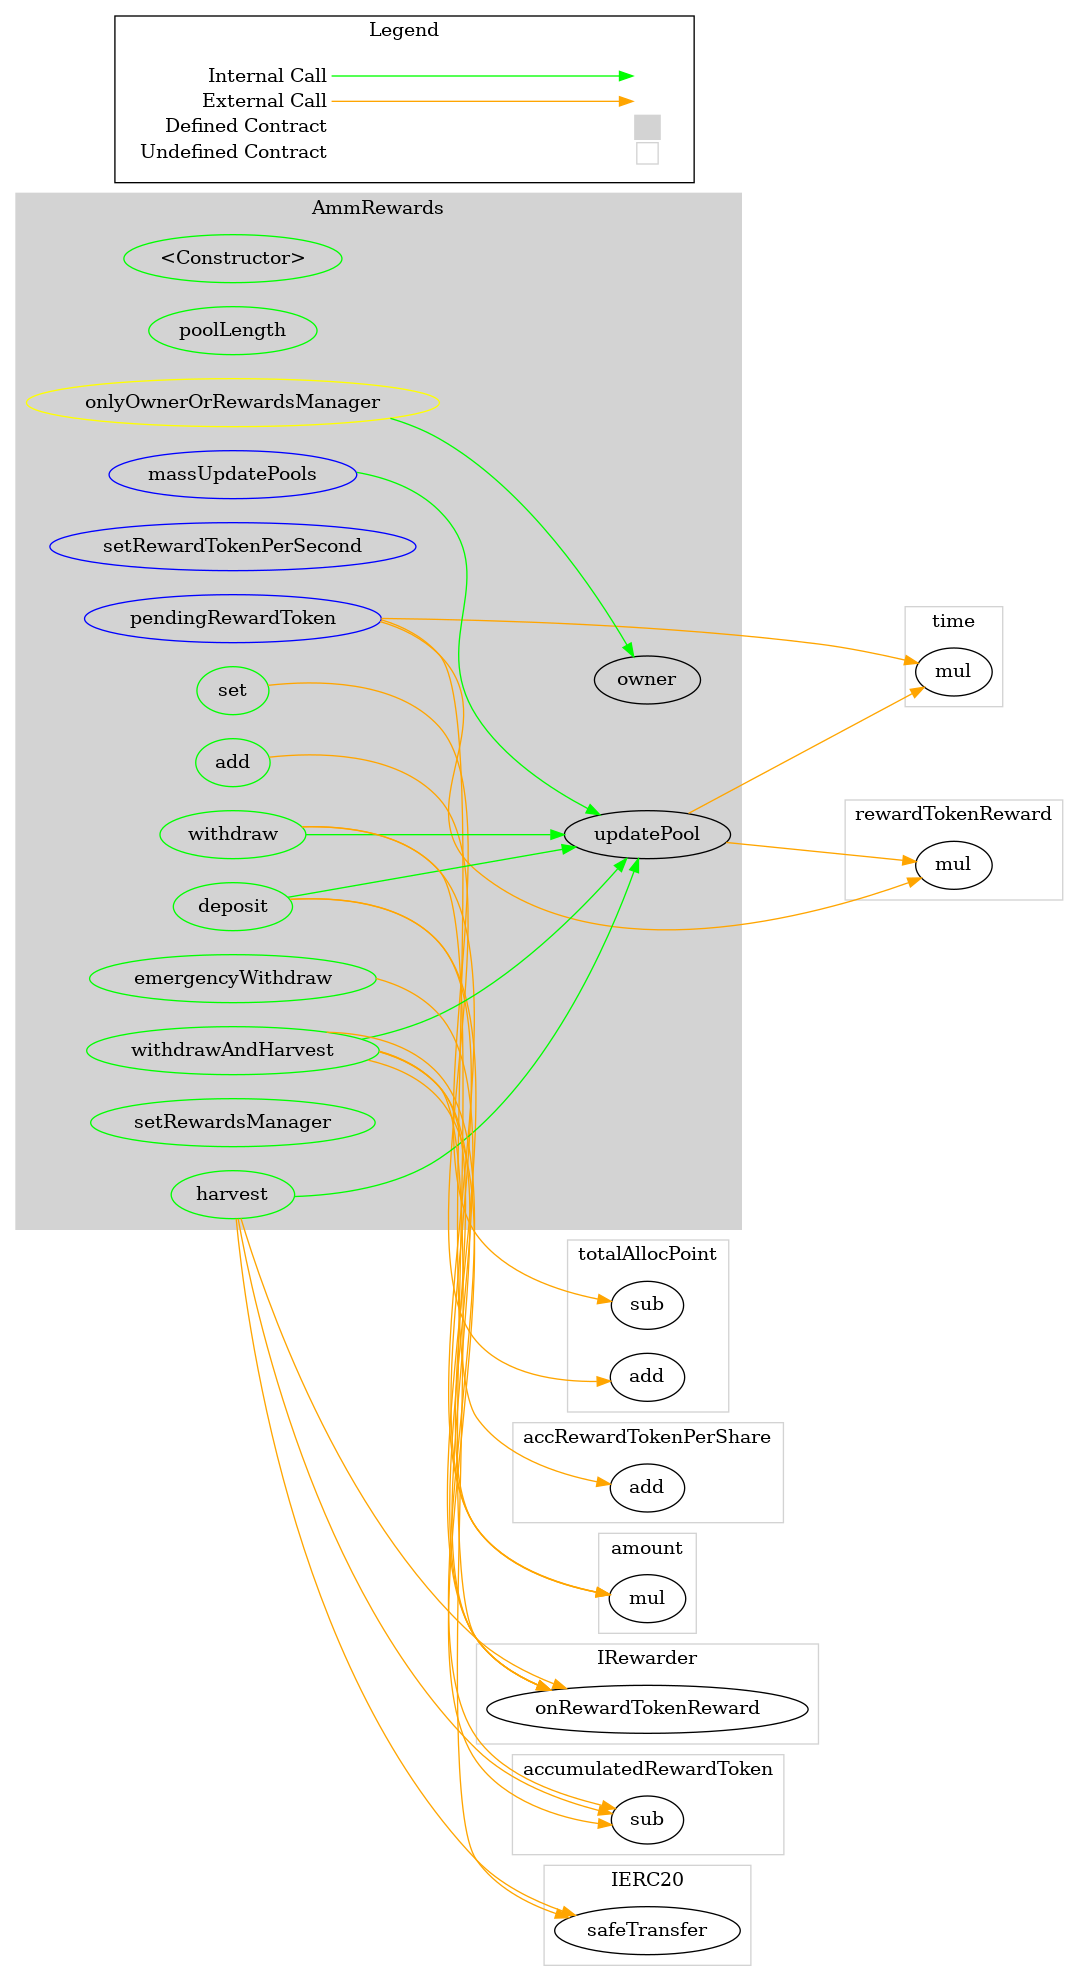 Legend
Internal Call
External Call
Defined Contract
Undefined Contract
AmmRewards
<Constructor>
poolLength
onlyOwnerOrRewardsManager
massUpdatePools
setRewardTokenPerSecond
pendingRewardToken
set
add
withdraw
deposit
emergencyWithdraw
withdrawAndHarvest
setRewardsManager
harvest
owner
updatePool
time
mul
rewardTokenReward
mul
totalAllocPoint
sub
add
accRewardTokenPerShare
add
amount
mul
IRewarder
onRewardTokenReward
accumulatedRewardToken
sub
IERC20
safeTransfer